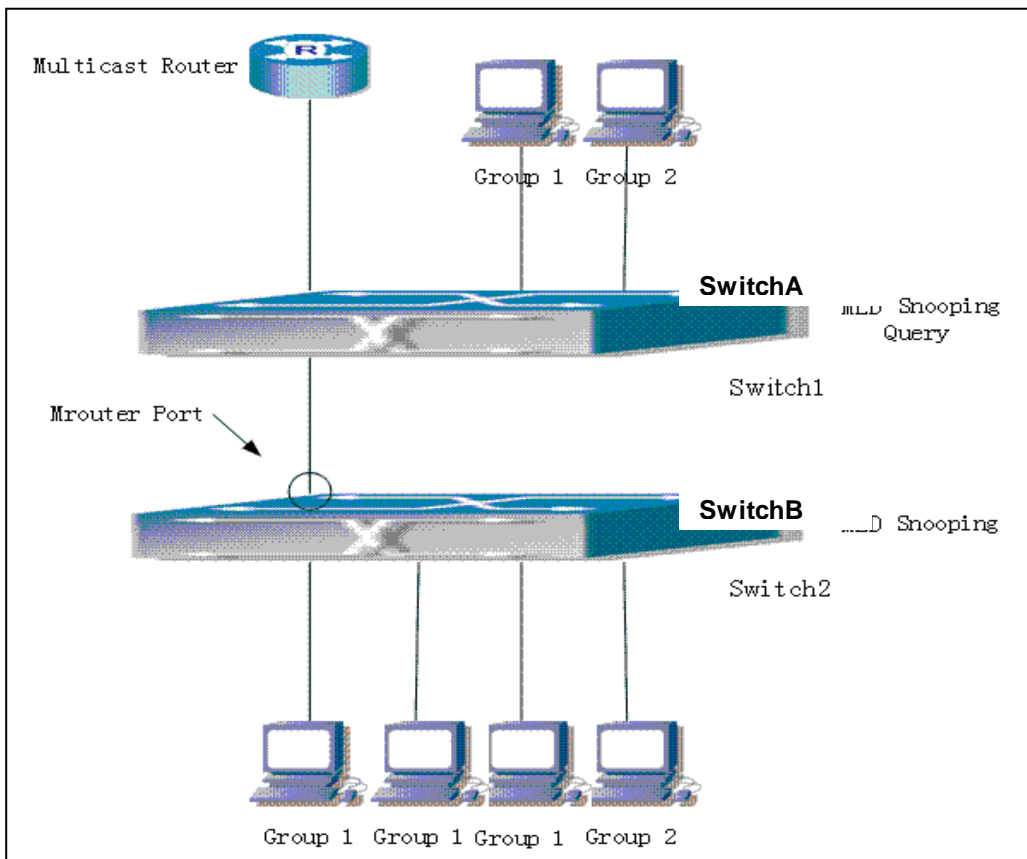 Multicast Router
R
Group 1 Group 2
SwitchA
MLD Snooping
Query
Switch1
Mrouter Port
SwitchB
Snooping
Switch2
Group 1 Group 1 Group 1 Group 2